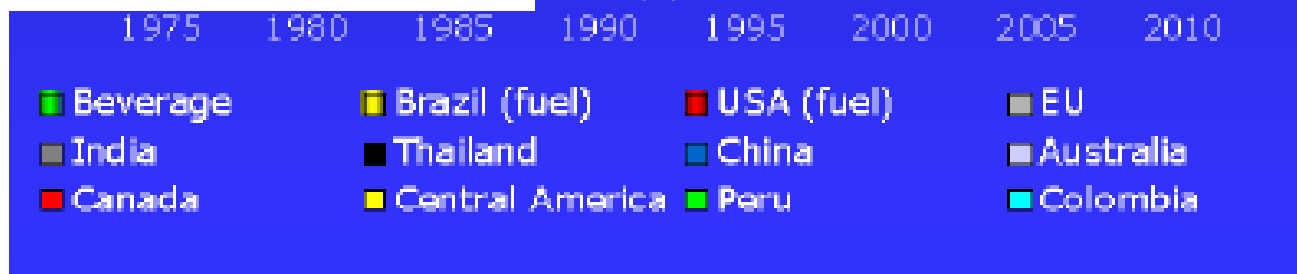 1975 1980 1985 1990 1995 2000 2005 2010
Beverage Brazil (fuel) USA (fuel) EU
India Thailand China Australia
Canada Central America Peru Colombia